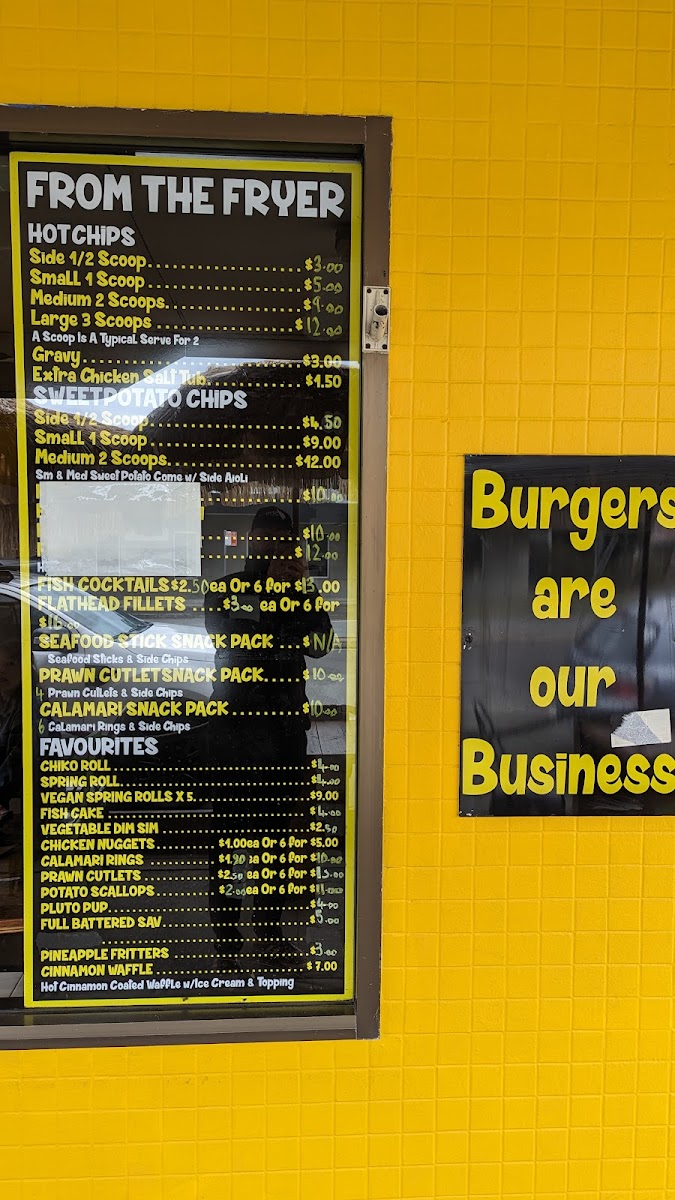 FROM THE FRYER
HOT CHIPS
Side 1/2 Scoop ........ $3.00
Small 1 Scoop ........ $5.00
Medium 2 Scoops ........ $9.00
Large 3 Scoops ........ $12.00
A Scoop Is A Typical Serve For 2
Gravy ........ $3.00
Extra Chicken Salt Tub ........ $1.50
SWEET POTATO CHIPS
Side 1/2 Scoop ........ $4.50
Small 1 Scoop ........ $9.00
Medium 2 Scoops ........ $12.00
Sm & Med Sweet Potato Come w/ Side Aioli
........ $10.00
........ $10.00
........ $12.00
FISH COCKTAILS $2.50ea Or 6 for $13.00
FLATHEAD FILLETS .... $3.00 ea Or 6 For
$16.00
SEAFOOD STICK SNACK PACK ... $N/A
Seafood Sticks & Side Chips
PRAWN CUTLET SNACK PACK ..... $10.00
4 Prawn Cutlets & Side Chips
CALAMARI SNACK PACK ........ $10.00
6 Calamari Rings & Side Chips
FAVOURITES
CHIKO ROLL ........ $4.00
SPRING ROLL ........ $4.00
VEGAN SPRING ROLLS X 5 ........ $9.00
FISH CAKE ........ $4.00
VEGETABLE DIM SIM ........ $2.50
CHICKEN NUGGETS ........ $1.00ea Or 6 for $5.00
CALAMARI RINGS ........ $1.90 ea Or 6 for $10.00
PRAWN CUTLETS ........ $2.50 ea Or 6 for $13.00
POTATO SCALLOPS ........ $2.00ea Or 6 for $11.00
PLUTO PUP ........ $4.00
FULL BATTERED SAV ........ $5.00
PINEAPPLE FRITTERS ........ $3.00
CINNAMON WAFFLE ........ $7.00
Hot Cinnamon Coated Waffle w/Ice Cream & Topping
Burgers
are
our
Business